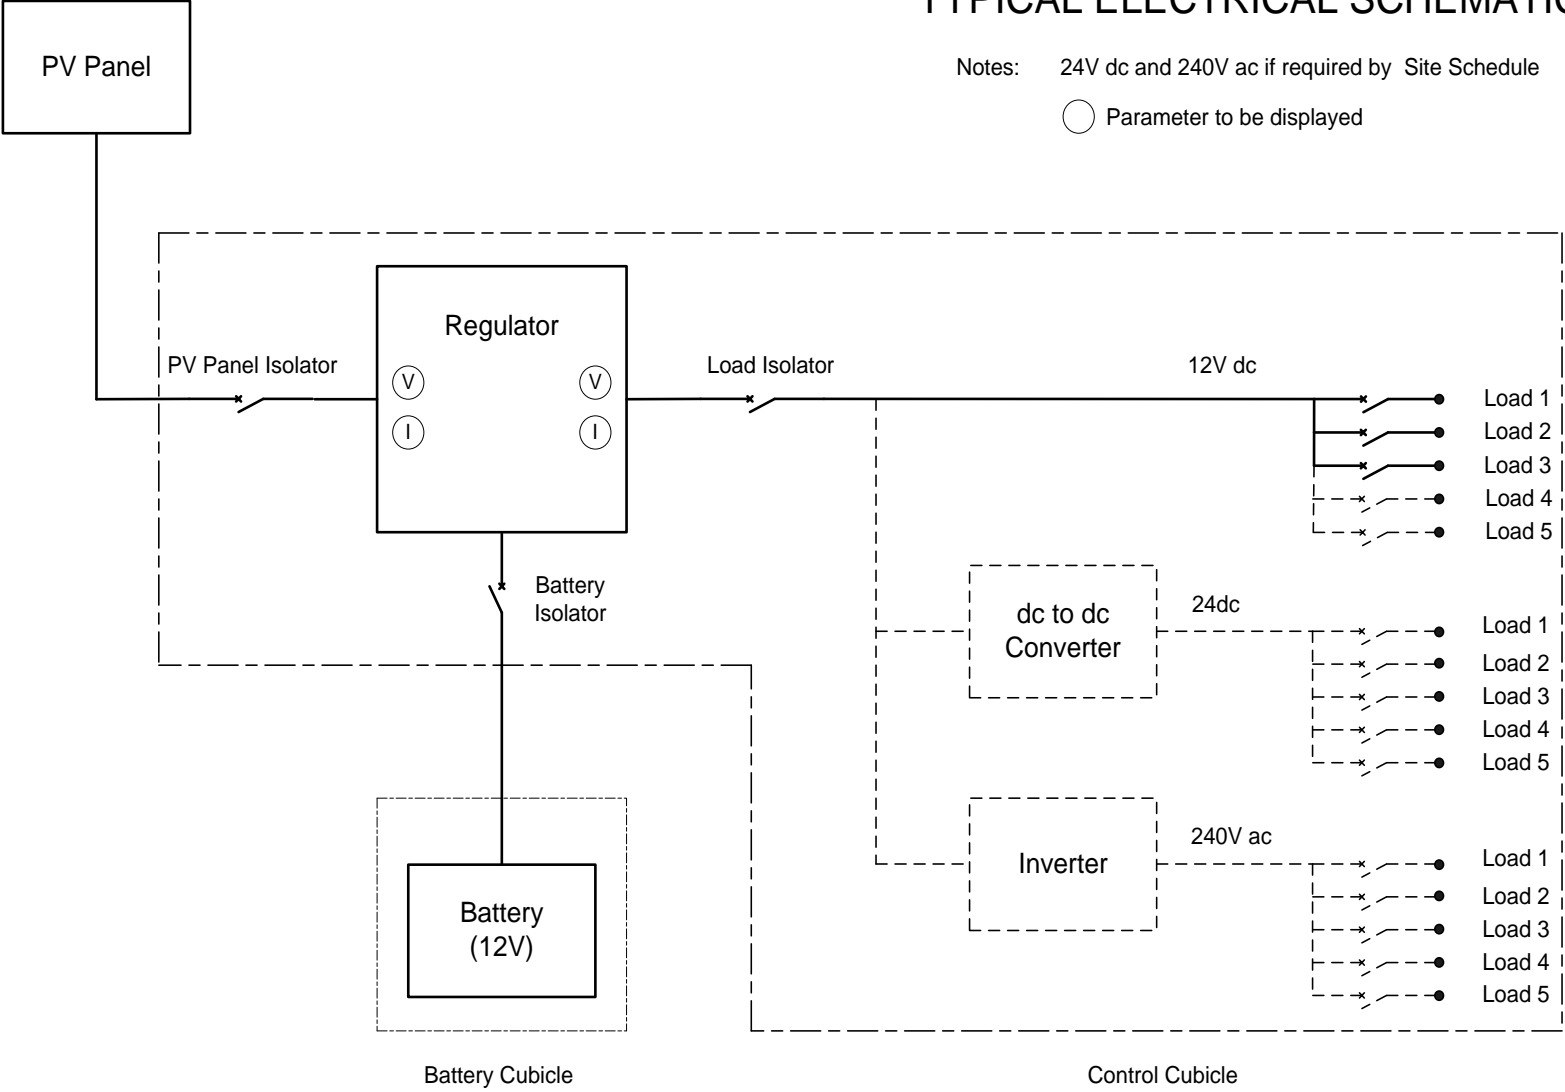 TYPICAL ELECTRICAL SCHEMATIC
PV Panel
Notes: 24V dc and 240V ac if required by Site Schedule
Parameter to be displayed
Regulator
PV Panel Isolator
V
V
Load Isolator
12V dc
I
I
Load 1
Load 2
Load 3
Load 4
Load 5
Battery
Isolator
dc to dc
Converter
24dc
Load 1
Load 2
Load 3
Load 4
Load 5
Inverter
240V ac
Load 1
Load 2
Load 3
Load 4
Load 5
Battery
(12V)
Battery Cubicle
Control Cubicle